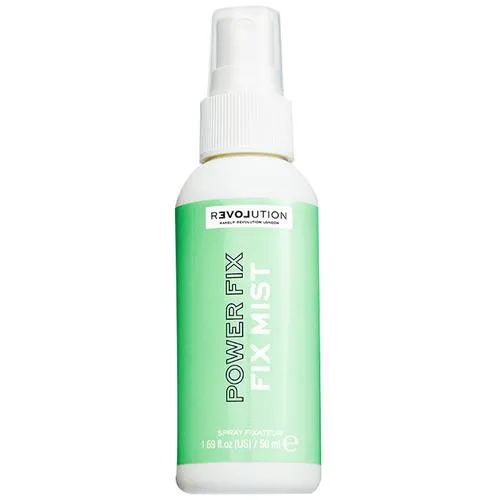 REVOLUTION
MAKEUP REVOLUTION LONDON
POWER FIX
FIX MIST
SPRAY FIXATEUR
1 69 fl.oz (US) / 50 ml e